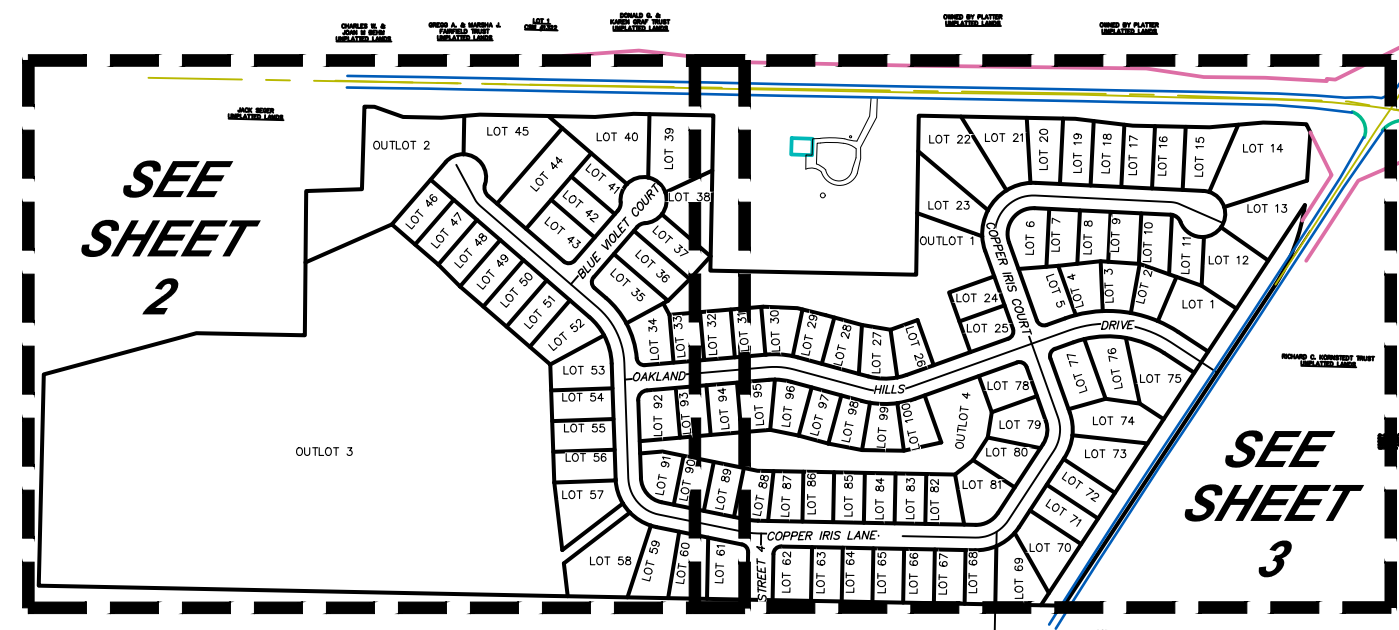 CHARLES W. &
JOAN M BEHM
UNPLATTED LANDS
GREGG A. & MARSHA J.
FAIRFIELD TRUST
UNPLATTED LANDS
LOT 1
DONALD G. &
KAREN GRAF TRUST
UNPLATTED LANDS
OWNED BY PLATTER
UNPLATTED LANDS
OWNED BY PLATTER
UNPLATTED LANDS
JACK SEGER
UNPLATTED LANDS
SEE
SHEET
2
OUTLOT 2
LOT 45
LOT 40
LOT 39
LOT 44
LOT 41
LOT 42
LOT 43
BLUE VIOLET COURT
LOT 38
LOT 37
LOT 36
LOT 35
LOT 46
LOT 47
LOT 48
LOT 49
LOT 50
LOT 51
LOT 52
LOT 22
LOT 21
LOT 20
LOT 19
LOT 18
LOT 17
LOT 16
LOT 15
LOT 14
LOT 23
LOT 13
OUTLOT 1
COPPER IRIS COURT
LOT 6
LOT 7
LOT 8
LOT 9
LOT 10
LOT 11
LOT 12
LOT 5
LOT 4
LOT 3
LOT 2
LOT 1
LOT 24
LOT 25
LOT 34
LOT 33
LOT 32
LOT 31
LOT 30
LOT 29
LOT 28
LOT 27
LOT 26
OAKLAND
HILLS
DRIVE
LOT 53
LOT 54
LOT 55
LOT 56
LOT 57
LOT 58
LOT 92
LOT 93
LOT 94
LOT 95
LOT 96
LOT 97
LOT 98
LOT 99
LOT 100
OUTLOT 4
LOT 78
LOT 77
LOT 76
LOT 75
LOT 79
LOT 74
LOT 80
LOT 73
LOT 81
LOT 72
LOT 71
LOT 70
RICHARD C. KORNSTEDT TRUST
UNPLATTED LANDS
OUTLOT 3
LOT 91
LOT 90
LOT 89
LOT 88
LOT 87
LOT 86
LOT 85
LOT 84
LOT 83
LOT 82
COPPER IRIS LANE
LOT 59
LOT 60
LOT 61
STREET 4
LOT 62
LOT 63
LOT 64
LOT 65
LOT 66
LOT 67
LOT 68
LOT 69
SEE
SHEET
3